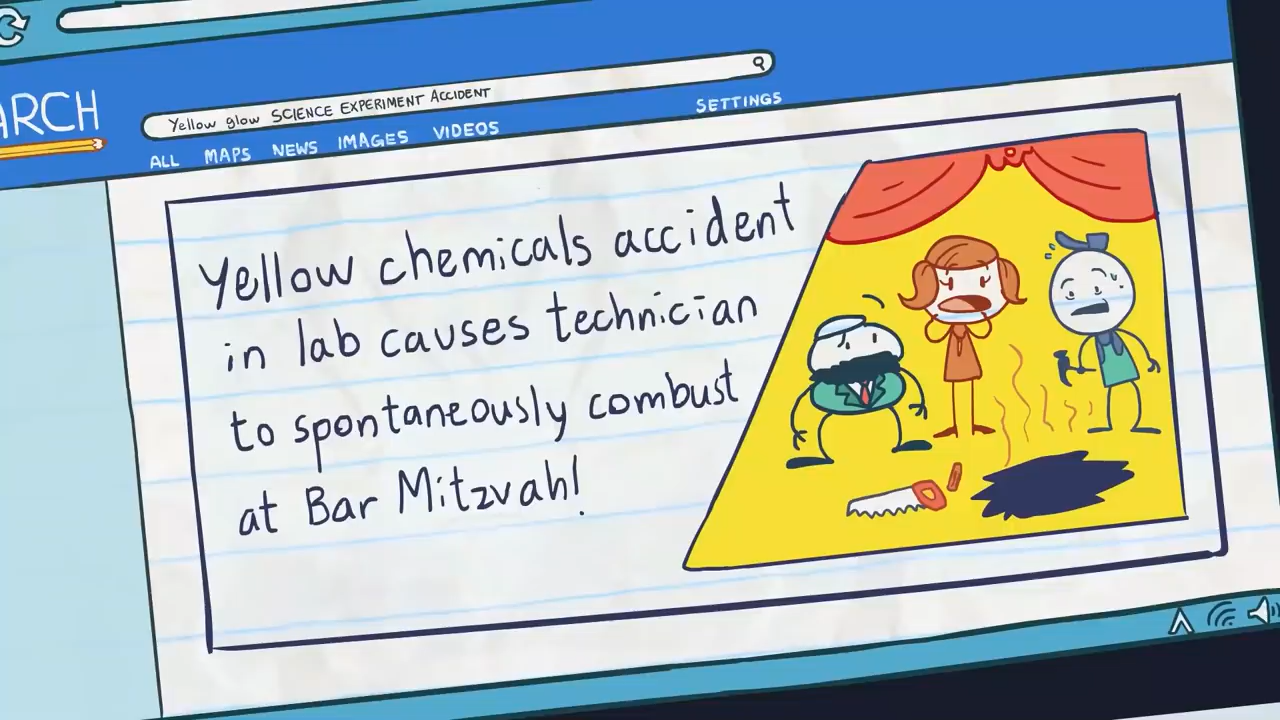 ARCH
Yellow glow SCIENCE EXPERIMENT ACCIDENT
ALL MAPS NEWS IMAGES VIDEOS SETTINGS
Yellow chemicals accident
in lab causes technician
to spontaneously combust
at Bar Mitzvah!